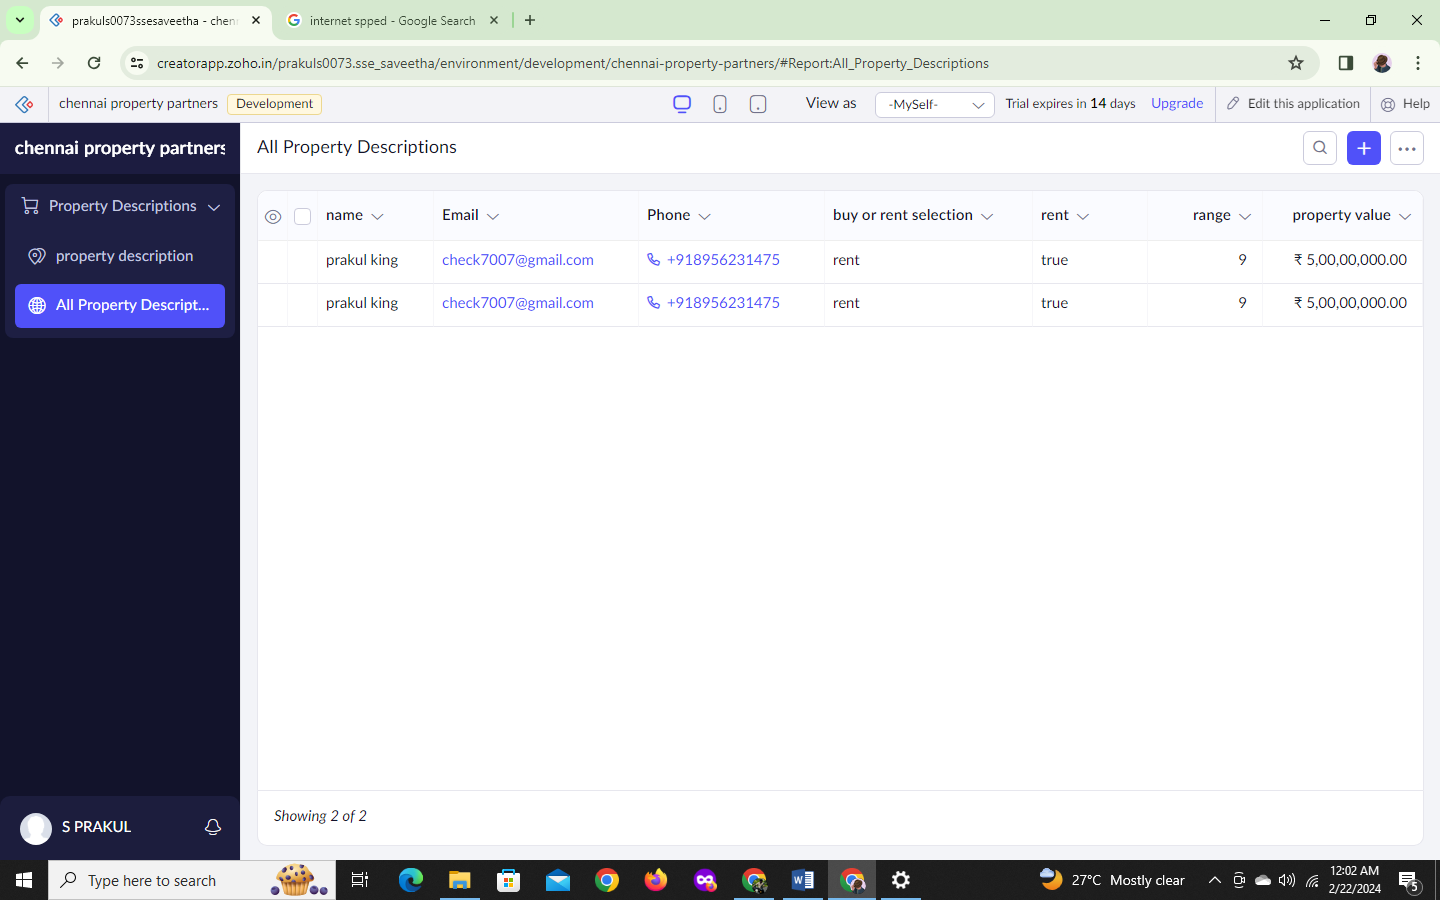 prakuls0073ssesaveetha - chenn
internet spped - Google Search
creatorapp.zoho.in/prakuls0073.sse_saveetha/environment/development/chennai-property-partners/#Report:All_Property_Descriptions
chennai property partners Development View as -MySelf- Trial expires in 14 days Upgrade Edit this application Help
chennai property partners
Property Descriptions
property description
All Property Descript...
S PRAKUL
All Property Descriptions
name Email Phone buy or rent selection rent range property value
prakul king check7007@gmail.com +918956231475 rent true 9 ₹ 5,00,00,000.00
prakul king check7007@gmail.com +918956231475 rent true 9 ₹ 5,00,00,000.00
Showing 2 of 2
Type here to search
27°C Mostly clear
12:02 AM
2/22/2024
5